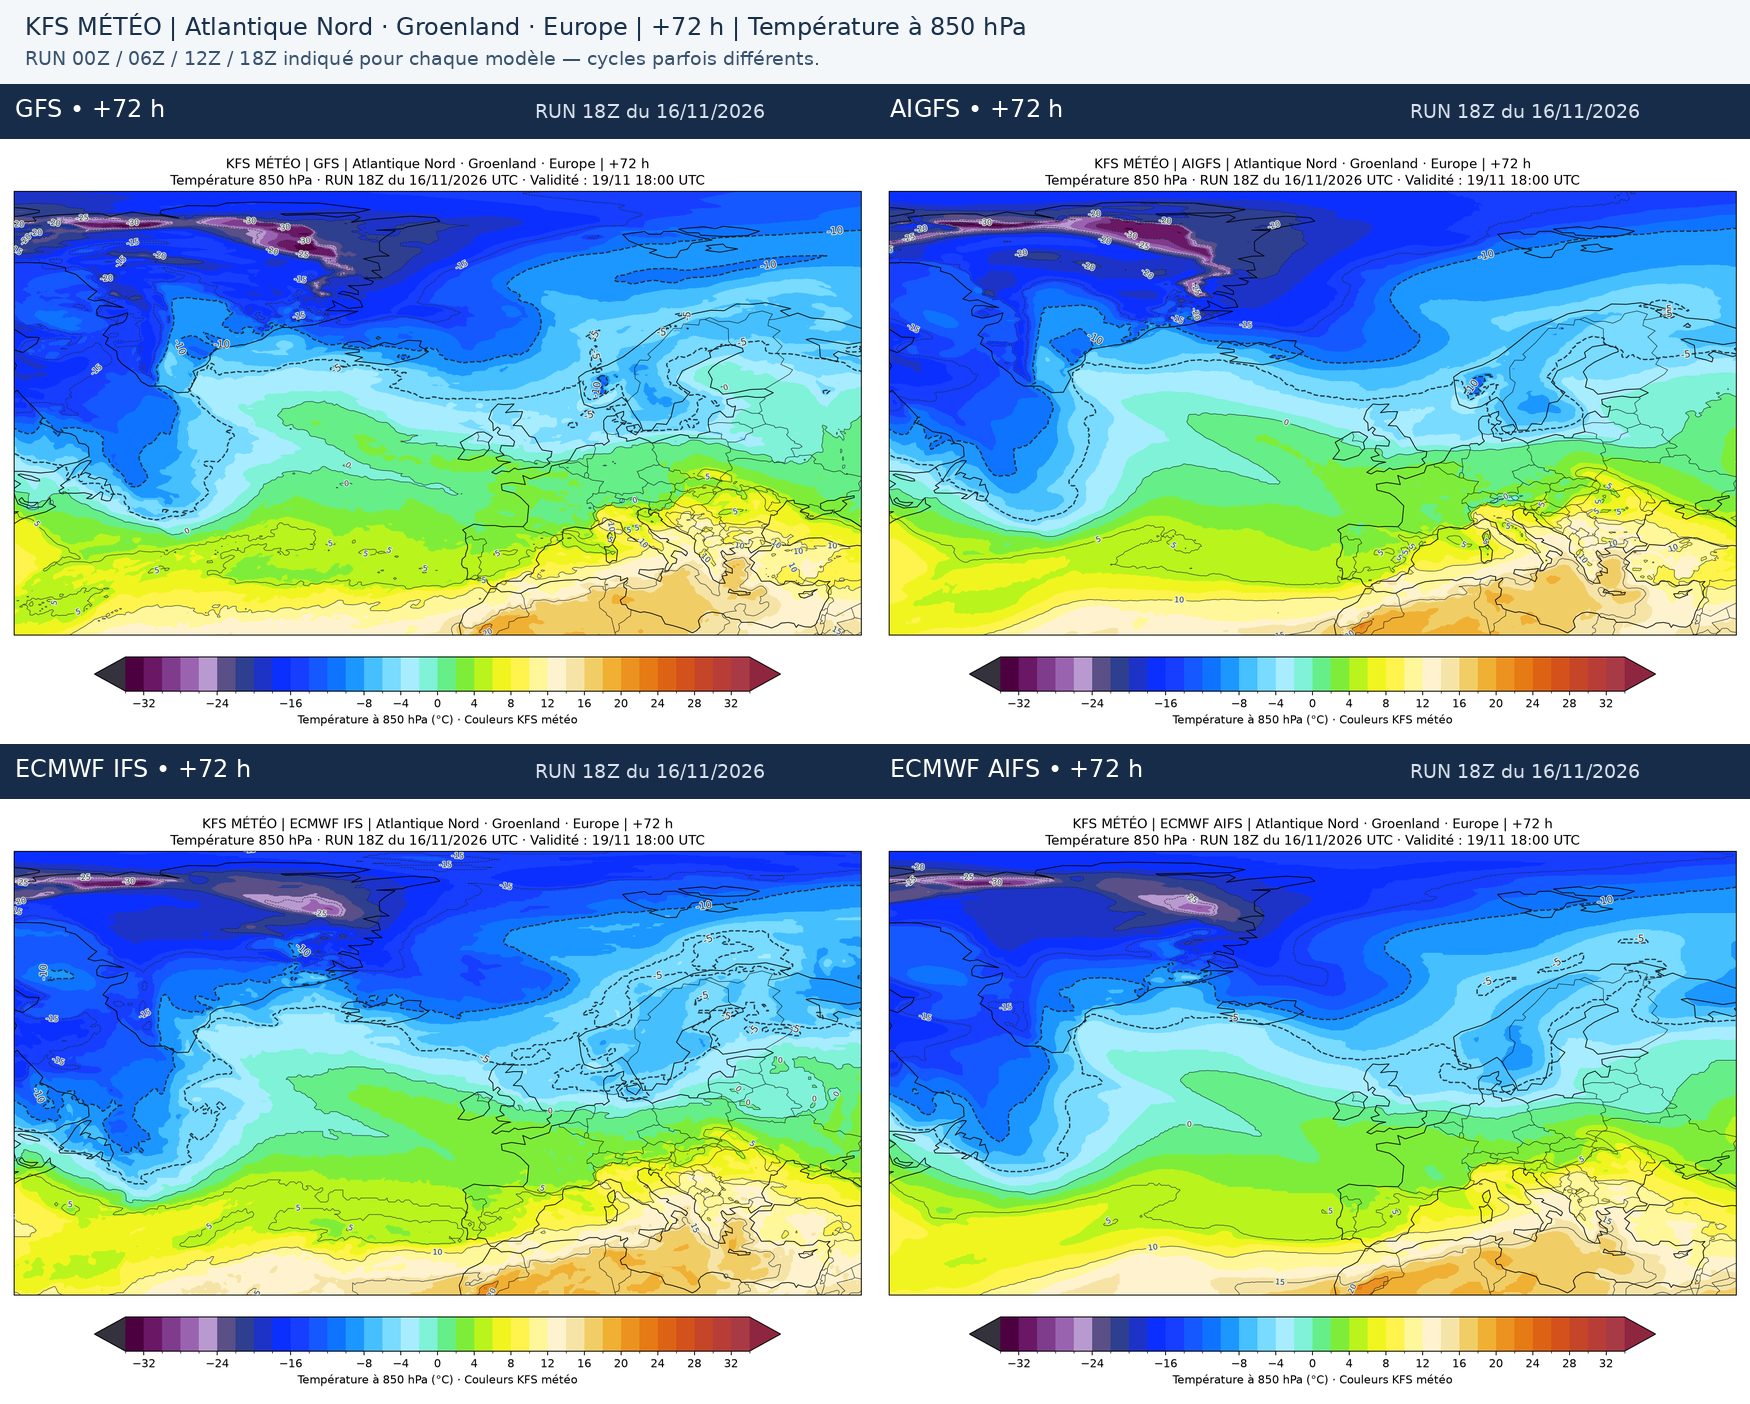 KFS MÉTÉO | Atlantique Nord · Groenland · Europe | +72 h | Température à 850 hPa
RUN 00Z / 06Z / 12Z / 18Z indiqué pour chaque modèle — cycles parfois différents.
GFS • +72 h
RUN 18Z du 16/11/2026
AIGFS • +72 h
RUN 18Z du 16/11/2026
KFS MÉTÉO | GFS | Atlantique Nord · Groenland · Europe | +72 h
Température 850 hPa · RUN 18Z du 16/11/2026 UTC · Validité : 19/11 18:00 UTC
KFS MÉTÉO | AIGFS | Atlantique Nord · Groenland · Europe | +72 h
Température 850 hPa · RUN 18Z du 16/11/2026 UTC · Validité : 19/11 18:00 UTC
−32 −24 −16 −8 −4 0 4 8 12 16 20 24 28 32
Température à 850 hPa (°C) · Couleurs KFS météo
−32 −24 −16 −8 −4 0 4 8 12 16 20 24 28 32
Température à 850 hPa (°C) · Couleurs KFS météo
ECMWF IFS • +72 h
RUN 18Z du 16/11/2026
ECMWF AIFS • +72 h
RUN 18Z du 16/11/2026
KFS MÉTÉO | ECMWF IFS | Atlantique Nord · Groenland · Europe | +72 h
Température 850 hPa · RUN 18Z du 16/11/2026 UTC · Validité : 19/11 18:00 UTC
KFS MÉTÉO | ECMWF AIFS | Atlantique Nord · Groenland · Europe | +72 h
Température 850 hPa · RUN 18Z du 16/11/2026 UTC · Validité : 19/11 18:00 UTC
−32 −24 −16 −8 −4 0 4 8 12 16 20 24 28 32
Température à 850 hPa (°C) · Couleurs KFS météo
−32 −24 −16 −8 −4 0 4 8 12 16 20 24 28 32
Température à 850 hPa (°C) · Couleurs KFS météo